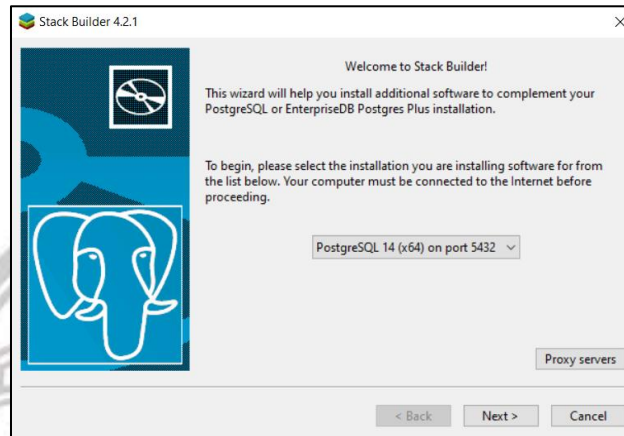 Stack Builder 4.2.1
Welcome to Stack Builder!
This wizard will help you install additional software to complement your
PostgreSQL or EnterpriseDB Postgres Plus installation.
To begin, please select the installation you are installing software for from
the list below. Your computer must be connected to the Internet before
proceeding.
PostgreSQL 14 (x64) on port 5432
Proxy servers
< Back
Next >
Cancel